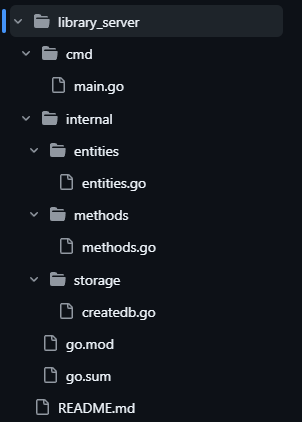 library_server
cmd
main.go
internal
entities
entities.go
methods
methods.go
storage
createdb.go
go.mod
go.sum
README.md